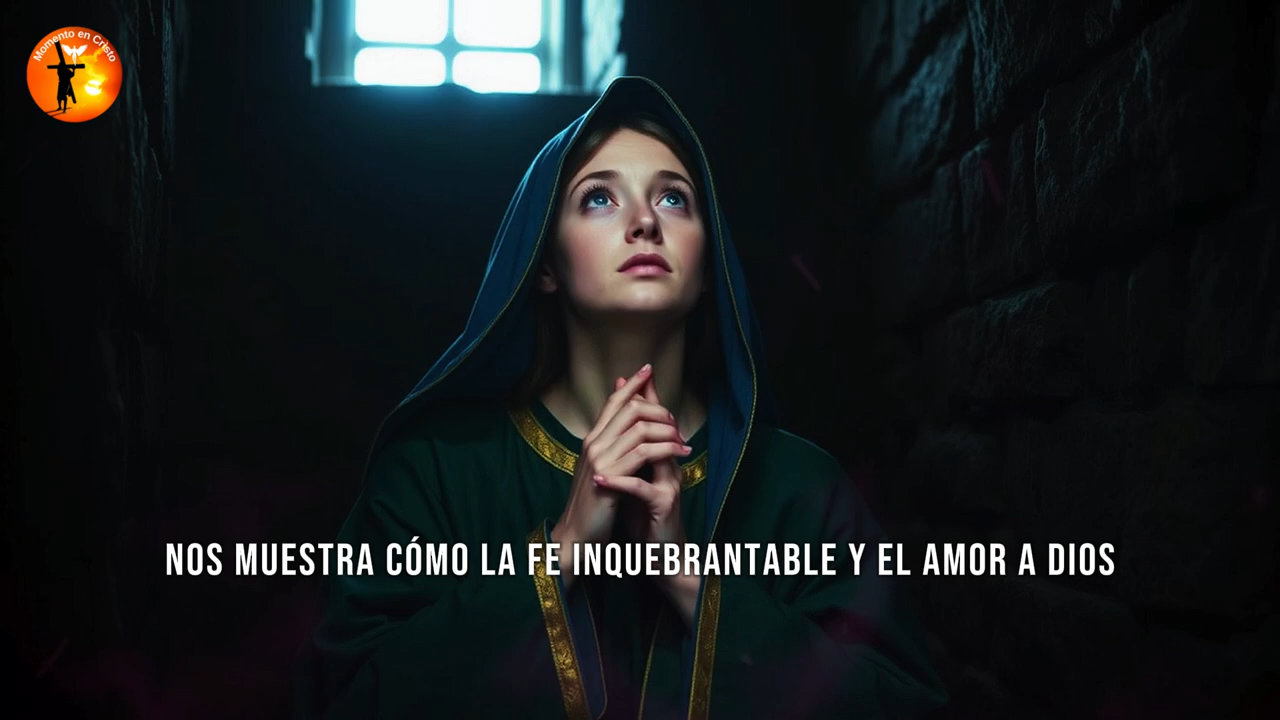 Momento en Cristo
NOS MUESTRA CÓMO LA FE INQUEBRANTABLE Y EL AMOR A DIOS